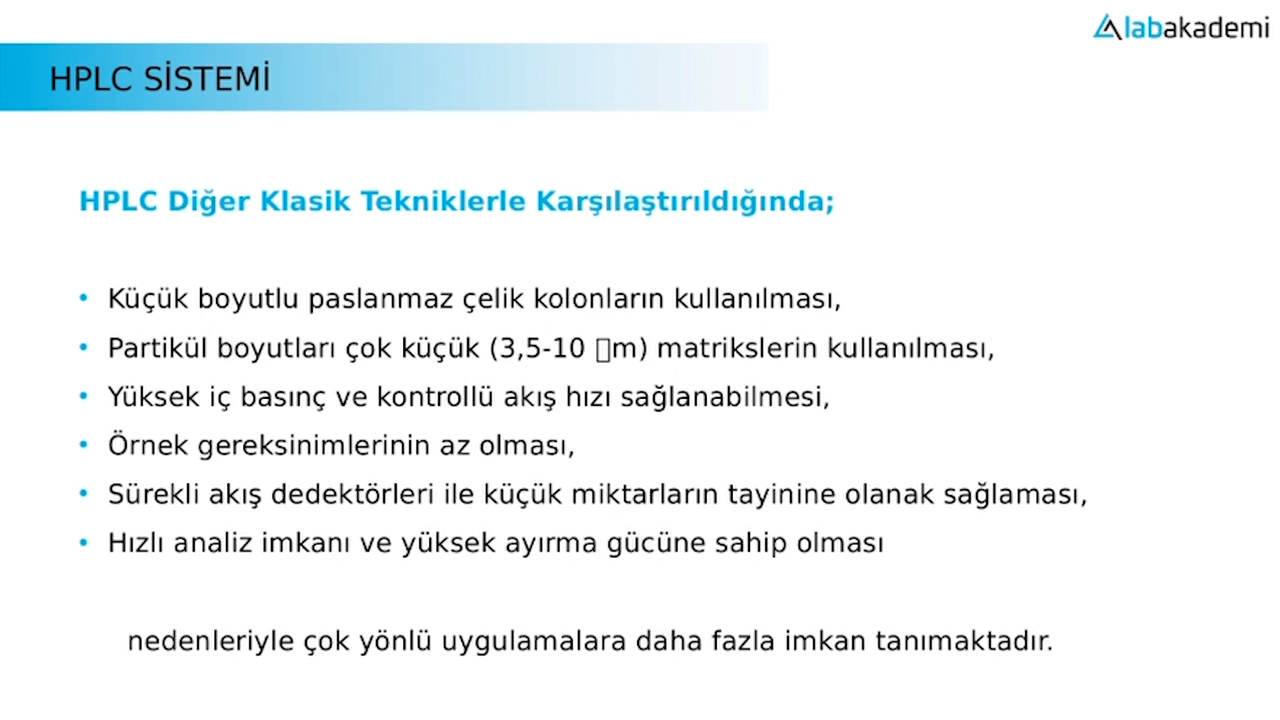 labakademi
HPLC SİSTEMİ
HPLC Diğer Klasik Tekniklerle Karşılaştırıldığında;
• Küçük boyutlu paslanmaz çelik kolonların kullanılması,
• Partikül boyutları çok küçük (3,5-10 □m) matrikslerin kullanılması,
• Yüksek iç basınç ve kontrollü akış hızı sağlanabilmesi,
• Örnek gereksinimlerinin az olması,
• Sürekli akış dedektörleri ile küçük miktarların tayinine olanak sağlaması,
• Hızlı analiz imkanı ve yüksek ayırma gücüne sahip olması
nedenleriyle çok yönlü uygulamalara daha fazla imkan tanımaktadır.